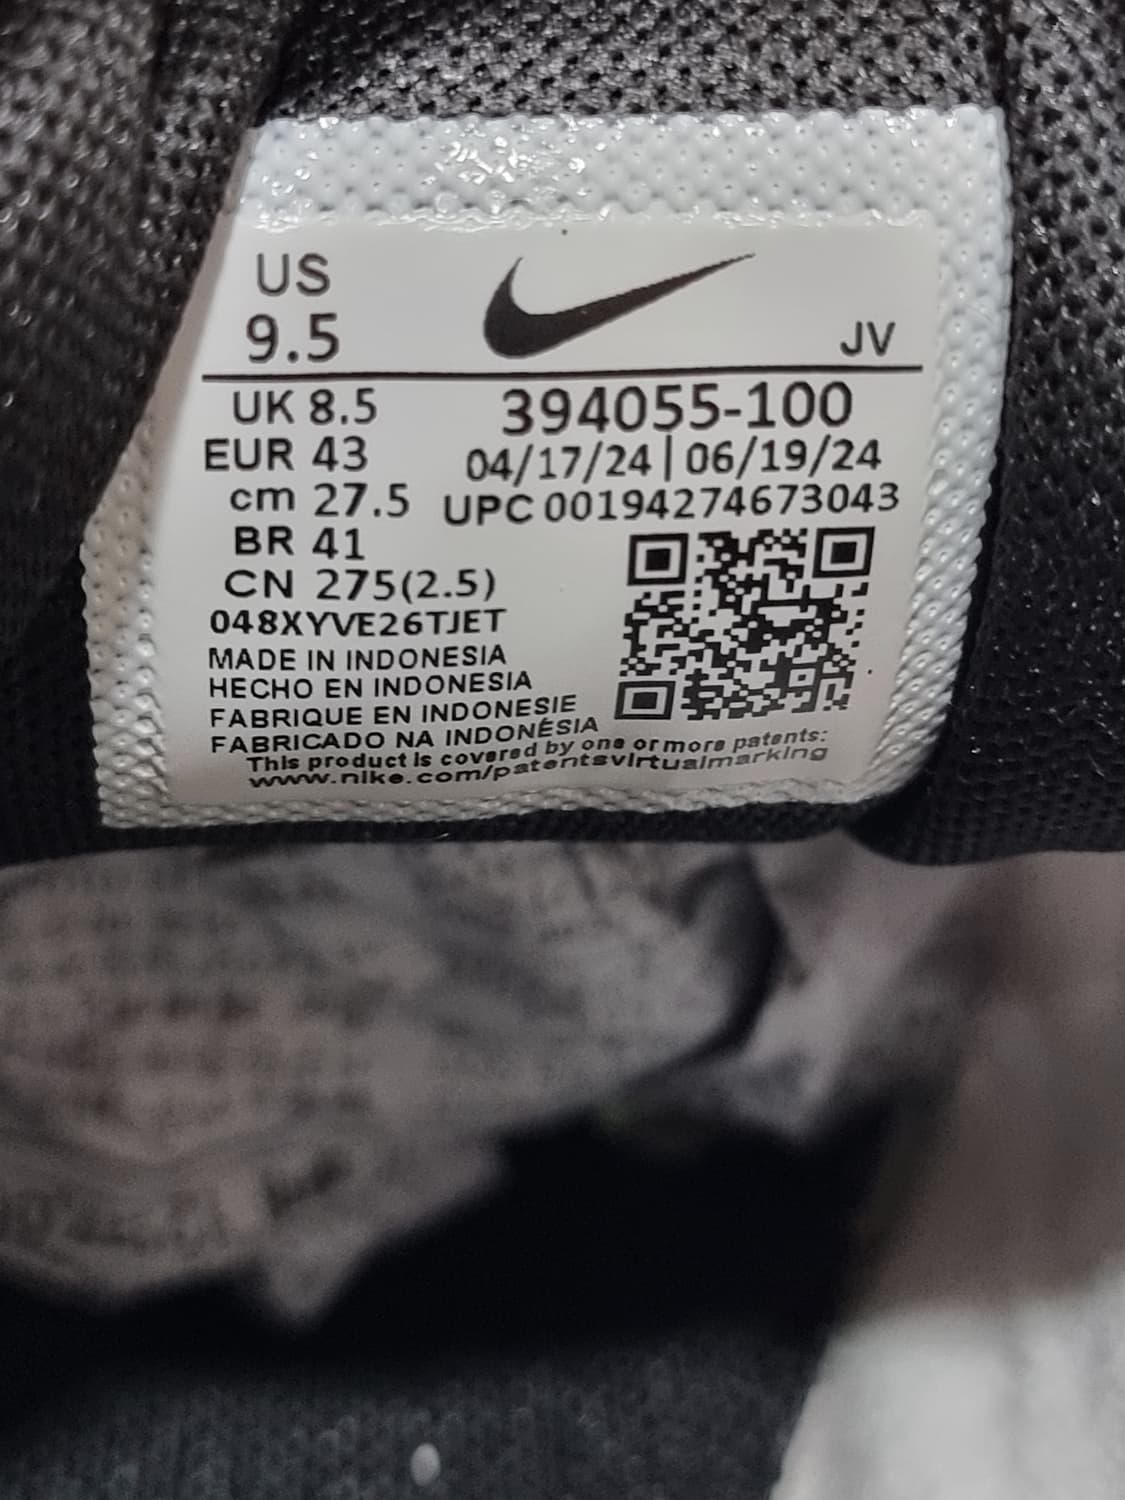 US
9.5
JV
UK 8.5
394055-100
EUR 43
04/17/24 | 06/19/24
cm 27.5
UPC 00194274673043
BR 41
CN 275(2.5)
048XYVE26TJET
MADE IN INDONESIA
HECHO EN INDONESIA
FABRIQUE EN INDONESIE
FABRICADO NA INDONÉSIA
This product is covered by one or more patents:
www.nike.com/patentsvirtualmarking